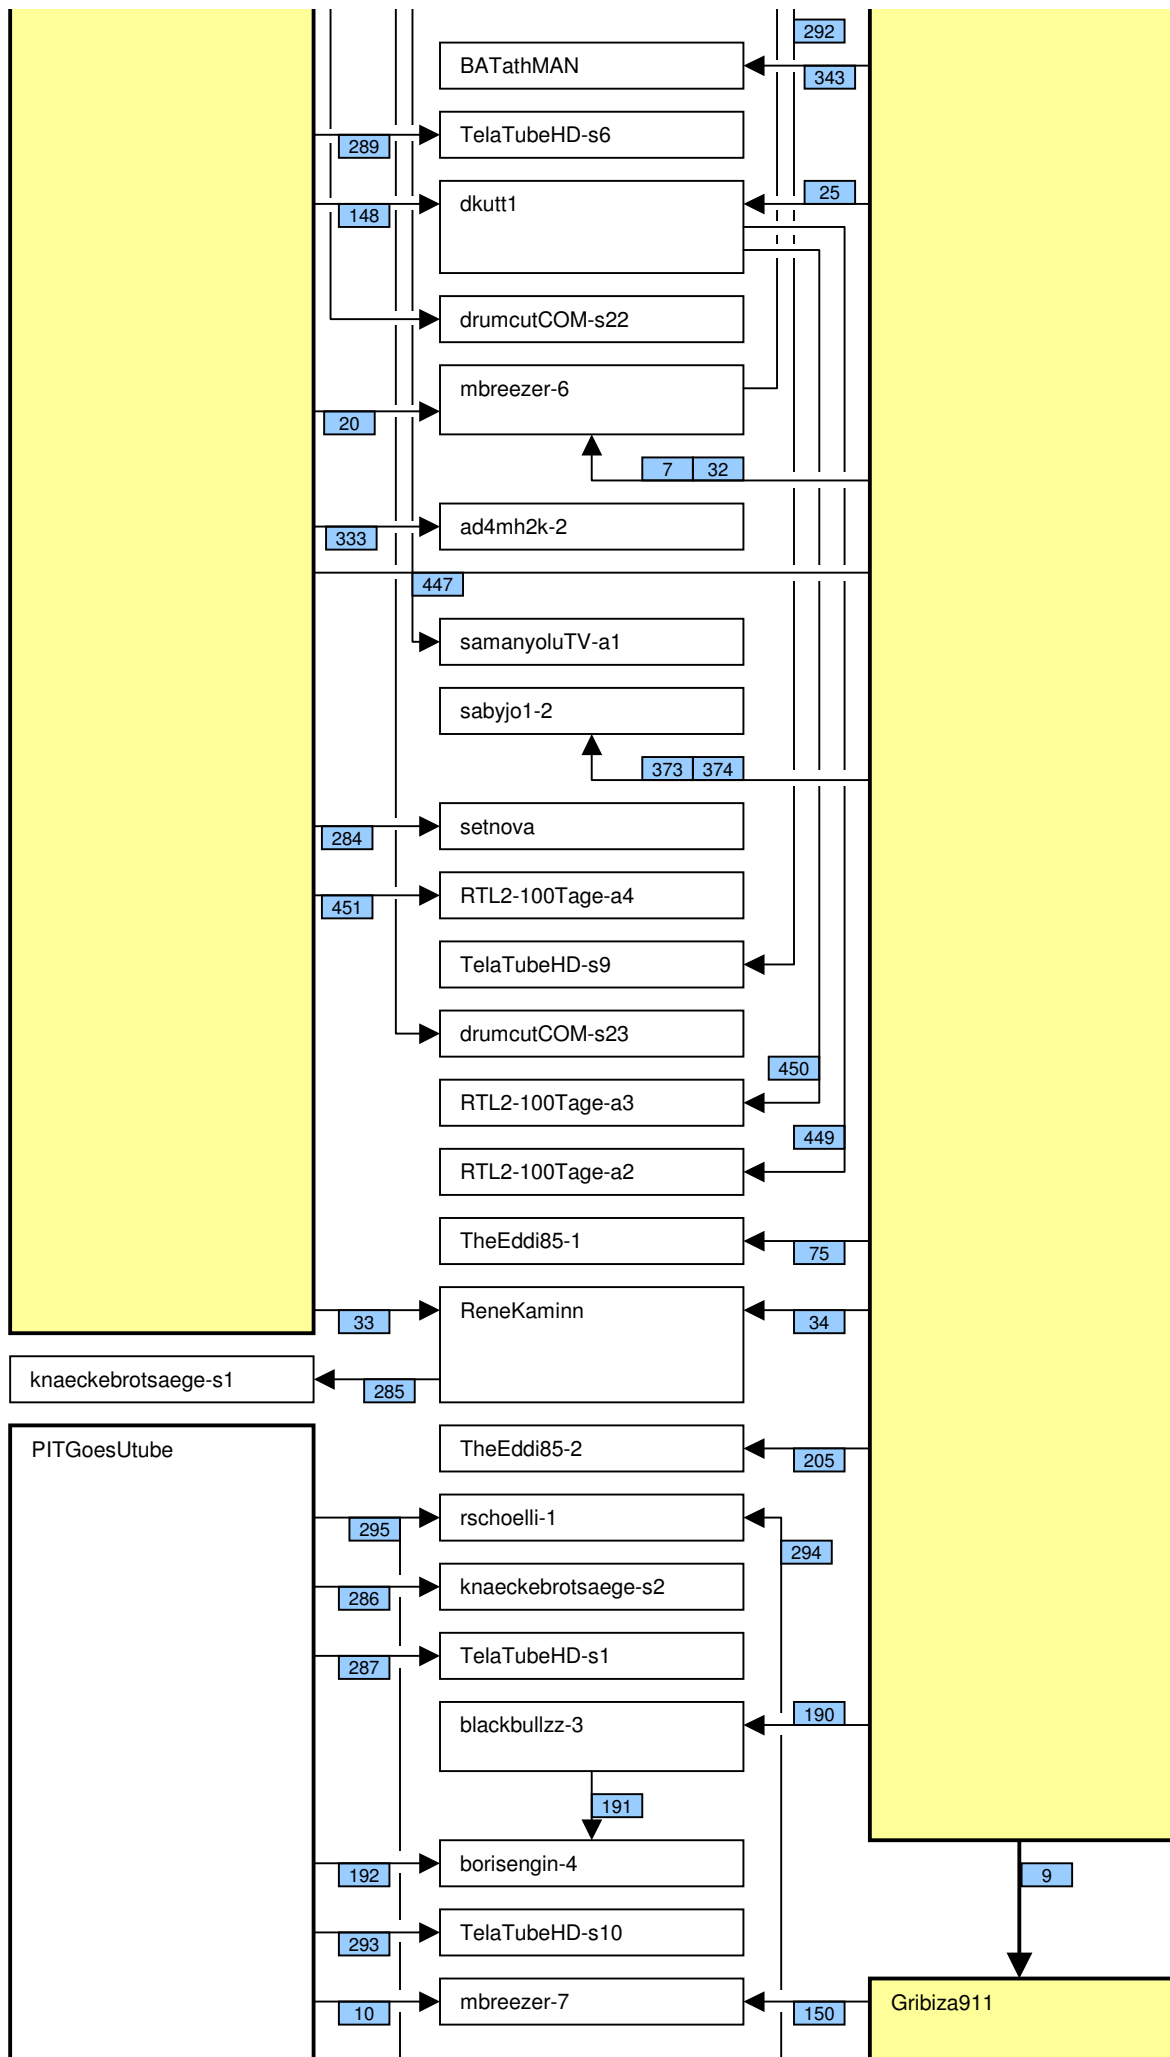 292
BATathMAN
343
TelaTubeHD-s6
289
dkutt1
25
148
drumcutCOM-s22
mbreezer-6
20
7 32
ad4mh2k-2
333
447
samanyoluTV-a1
sabyjo1-2
373 374
setnova
284
RTL2-100Tage-a4
451
TelaTubeHD-s9
drumcutCOM-s23
450
RTL2-100Tage-a3
449
RTL2-100Tage-a2
TheEddi85-1
75
ReneKaminn
33
34
knaeckebrotsaege-s1
285
PITGoesUtube
TheEddi85-2
205
rschoelli-1
295
294
knaeckebrotsaege-s2
286
TelaTubeHD-s1
287
190
blackbullzz-3
191
borisengin-4
192
9
TelaTubeHD-s10
293
mbreezer-7
Gribiza911
10
150